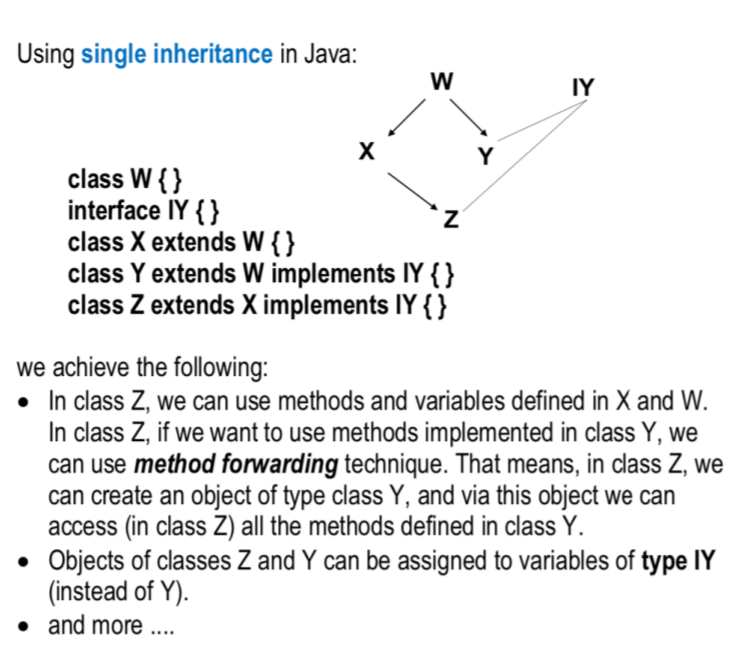 Using single inheritance in Java:
W
IY
X
Y
Z
class W { }
interface IY { }
class X extends W { }
class Y extends W implements IY { }
class Z extends X implements IY { }
we achieve the following:
• In class Z, we can use methods and variables defined in X and W.
In class Z, if we want to use methods implemented in class Y, we
can use method forwarding technique. That means, in class Z, we
can create an object of type class Y, and via this object we can
access (in class Z) all the methods defined in class Y.
• Objects of classes Z and Y can be assigned to variables of type IY
(instead of Y).
• and more ....